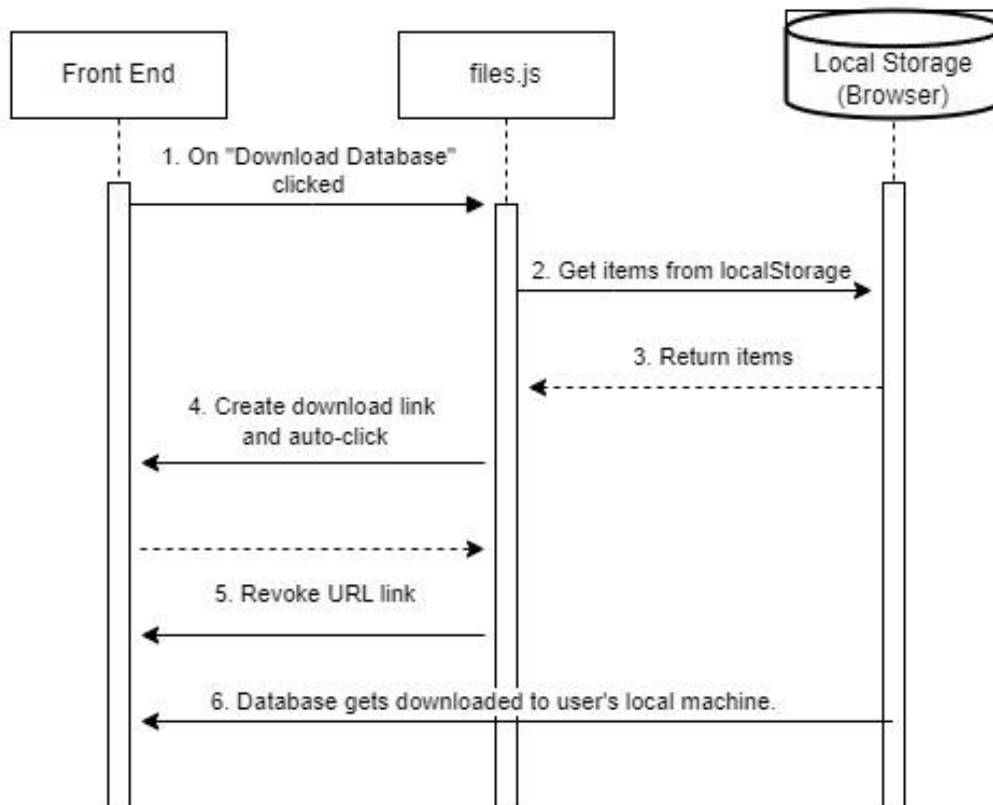 Front End
files.js
Local Storage
(Browser)
1. On "Download Database"
clicked
2. Get items from localStorage
3. Return items
4. Create download link
and auto-click
5. Revoke URL link
6. Database gets downloaded to user's local machine.